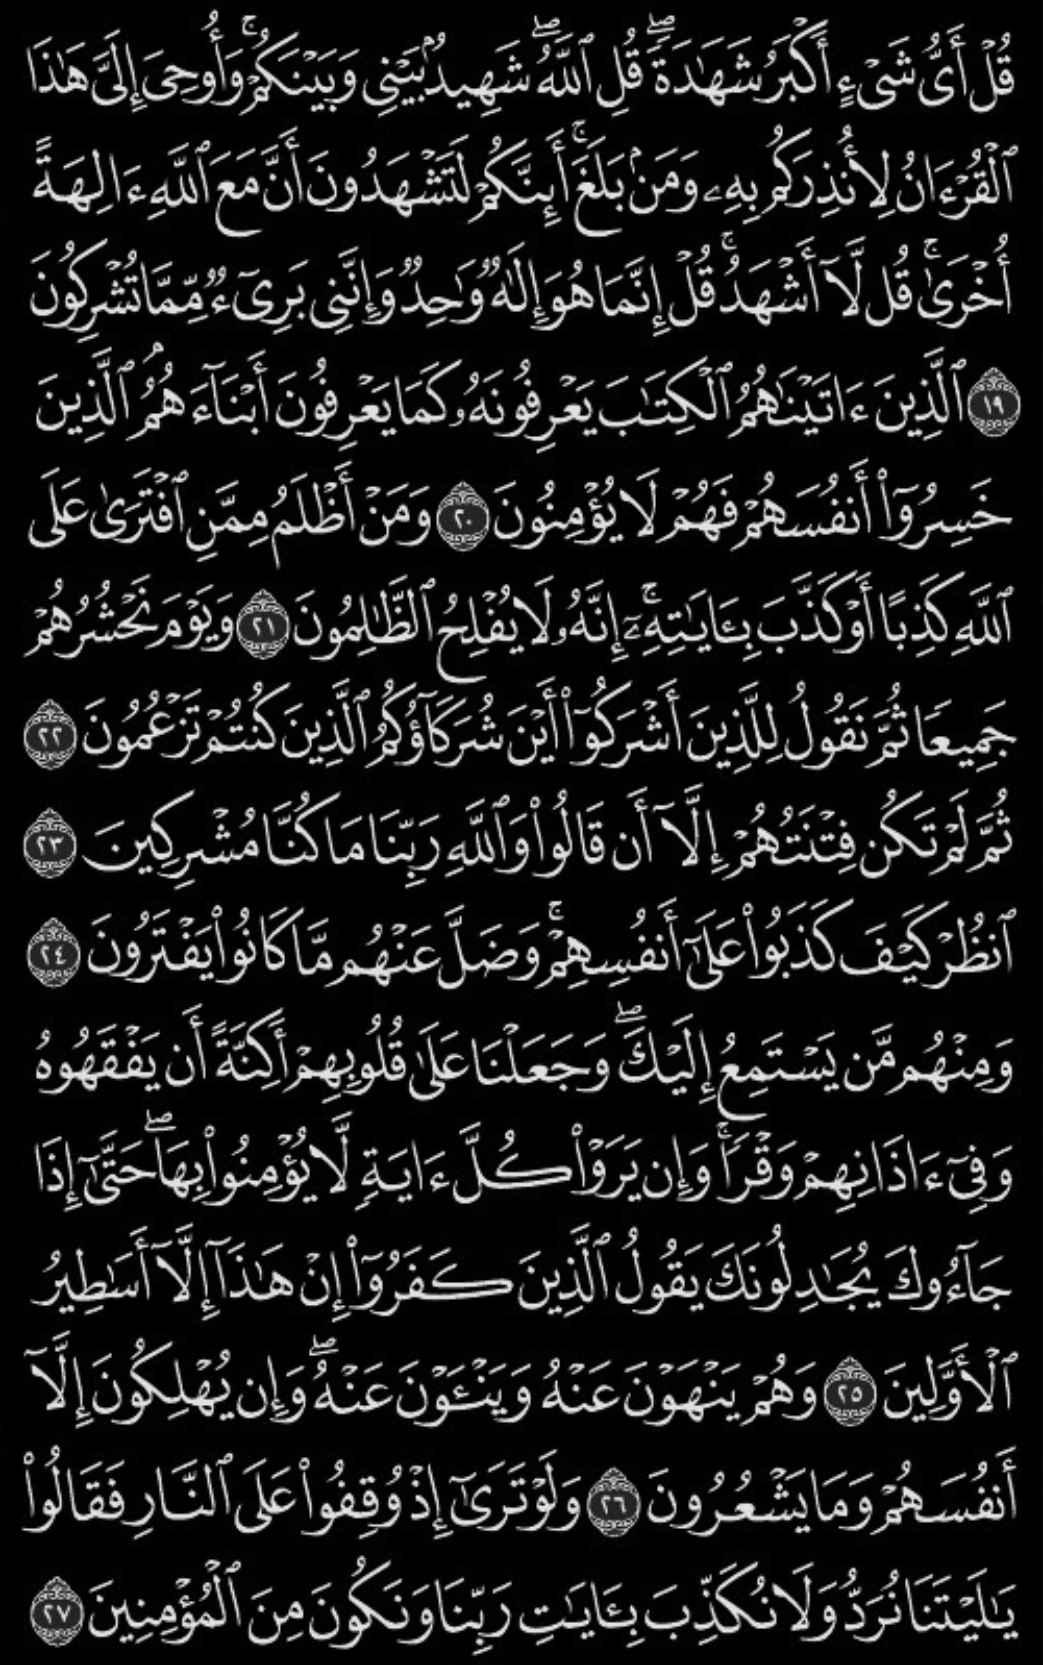 قُلْ أَىُّ شَىْءٍ أَكْبَرُ شَهَـٰدَةً ۖ قُلِ ٱللَّهُ ۖ شَهِيدٌۢ بَيْنِى وَبَيْنَكُمْ ۚ وَأُوحِىَ إِلَىَّ هَـٰذَا
ٱلْقُرْءَانُ لِأُنذِرَكُم بِهِۦ وَمَنۢ بَلَغَ ۚ أَئِنَّكُمْ لَتَشْهَدُونَ أَنَّ مَعَ ٱللَّهِ ءَالِهَةً
أُخْرَىٰ ۚ قُل لَّآ أَشْهَدُ ۚ قُلْ إِنَّمَا هُوَ إِلَـٰهٌ وَٰحِدٌ وَإِنَّنِى بَرِىٓءٌ مِّمَّا تُشْرِكُونَ
١٩ ٱلَّذِينَ ءَاتَيْنَـٰهُمُ ٱلْكِتَـٰبَ يَعْرِفُونَهُۥ كَمَا يَعْرِفُونَ أَبْنَآءَهُمُ ۘ ٱلَّذِينَ
خَسِرُوٓا۟ أَنفُسَهُمْ فَهُمْ لَا يُؤْمِنُونَ ٢٠ وَمَنْ أَظْلَمُ مِمَّنِ ٱفْتَرَىٰ عَلَى
ٱللَّهِ كَذِبًا أَوْ كَذَّبَ بِـَٔايَـٰتِهِۦٓ ۚ إِنَّهُۥ لَا يُفْلِحُ ٱلظَّـٰلِمُونَ ٢١ وَيَوْمَ نَحْشُرُهُمْ
جَمِيعًا ثُمَّ نَقُولُ لِلَّذِينَ أَشْرَكُوٓا۟ أَيْنَ شُرَكَآؤُكُمُ ٱلَّذِينَ كُنتُمْ تَزْعُمُونَ ٢٢
ثُمَّ لَمْ تَكُن فِتْنَتُهُمْ إِلَّآ أَن قَالُوا۟ وَٱللَّهِ رَبِّنَا مَا كُنَّا مُشْرِكِينَ ٢٣
ٱنظُرْ كَيْفَ كَذَبُوا۟ عَلَىٰٓ أَنفُسِهِمْ ۚ وَضَلَّ عَنْهُم مَّا كَانُوا۟ يَفْتَرُونَ ٢٤
وَمِنْهُم مَّن يَسْتَمِعُ إِلَيْكَ ۖ وَجَعَلْنَا عَلَىٰ قُلُوبِهِمْ أَكِنَّةً أَن يَفْقَهُوهُ
وَفِىٓ ءَاذَانِهِمْ وَقْرًا ۚ وَإِن يَرَوْا۟ كُلَّ ءَايَةٍ لَّا يُؤْمِنُوا۟ بِهَا ۖ حَتَّىٰٓ إِذَا
جَآءُوكَ يُجَـٰدِلُونَكَ يَقُولُ ٱلَّذِينَ كَفَرُوٓا۟ إِنْ هَـٰذَآ إِلَّآ أَسَـٰطِيرُ
ٱلْأَوَّلِينَ ٢٥ وَهُمْ يَنْهَوْنَ عَنْهُ وَيَنْـَٔوْنَ عَنْهُ ۖ وَإِن يُهْلِكُونَ إِلَّآ
أَنفُسَهُمْ وَمَا يَشْعُرُونَ ٢٦ وَلَوْ تَرَىٰٓ إِذْ وُقِفُوا۟ عَلَى ٱلنَّارِ فَقَالُوا۟
يَـٰلَيْتَنَا نُرَدُّ وَلَا نُكَذِّبَ بِـَٔايَـٰتِ رَبِّنَا وَنَكُونَ مِنَ ٱلْمُؤْمِنِينَ ٢٧